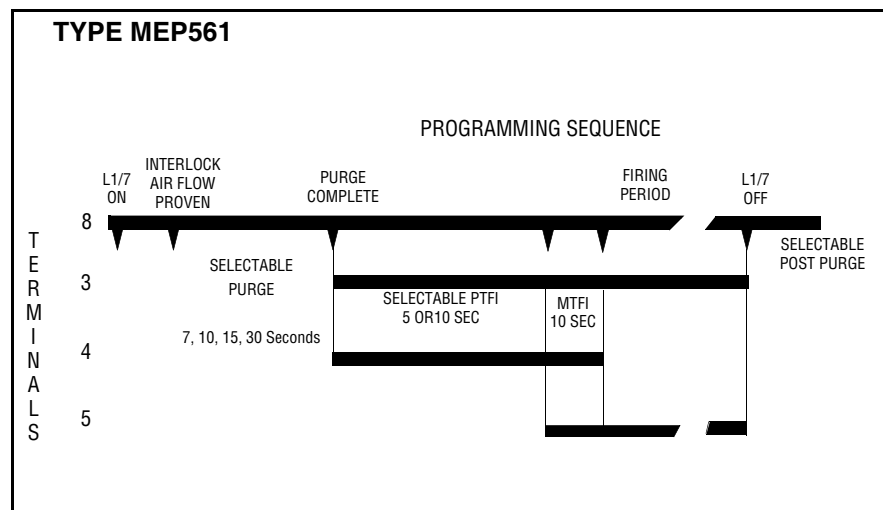 TYPE MEP561
PROGRAMMING SEQUENCE
L1/7
ON
INTERLOCK
AIR FLOW
PROVEN
PURGE
COMPLETE
FIRING
PERIOD
L1/7
OFF
TERMINALS
8
SELECTABLE
POST PURGE
SELECTABLE
PURGE
3
SELECTABLE PTFI
5 OR10 SEC
MTFI
10 SEC
7, 10, 15, 30 Seconds
4
5